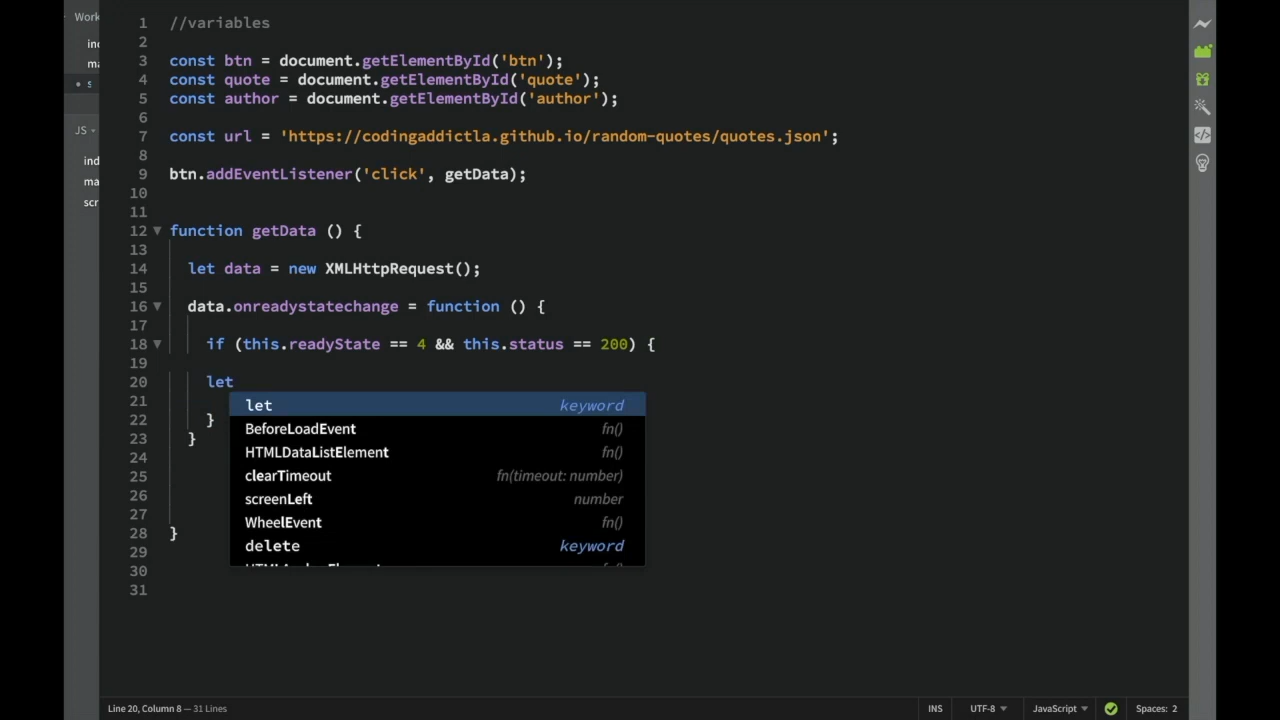 Work
ind
ma
s
JS
ind
ma
scr
1 //variables
2
3 const btn = document.getElementById('btn');
4 const quote = document.getElementById('quote');
5 const author = document.getElementById('author');
6
7 const url = 'https://codingaddictla.github.io/random-quotes/quotes.json';
8
9 btn.addEventListener('click', getData);
10
11
12 function getData () {
13
14 let data = new XMLHttpRequest();
15
16 data.onreadystatechange = function () {
17
18 if (this.readyState == 4 && this.status == 200) {
19
20 let
21
22 }
23 }
24
25
26
27
28 }
29
30
31
let keyword
BeforeLoadEvent fn()
HTMLDataListElement fn()
clearTimeout fn(timeout: number)
screenLeft number
WheelEvent fn()
delete keyword
Line 20, Column 8 — 31 Lines
INS
UTF-8
JavaScript
Spaces: 2